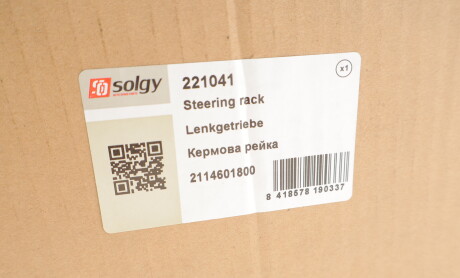 solgy
221041
x1
Steering rack
Lenkgetriebe
Кермова рейка
2114601800
8 418578 190337